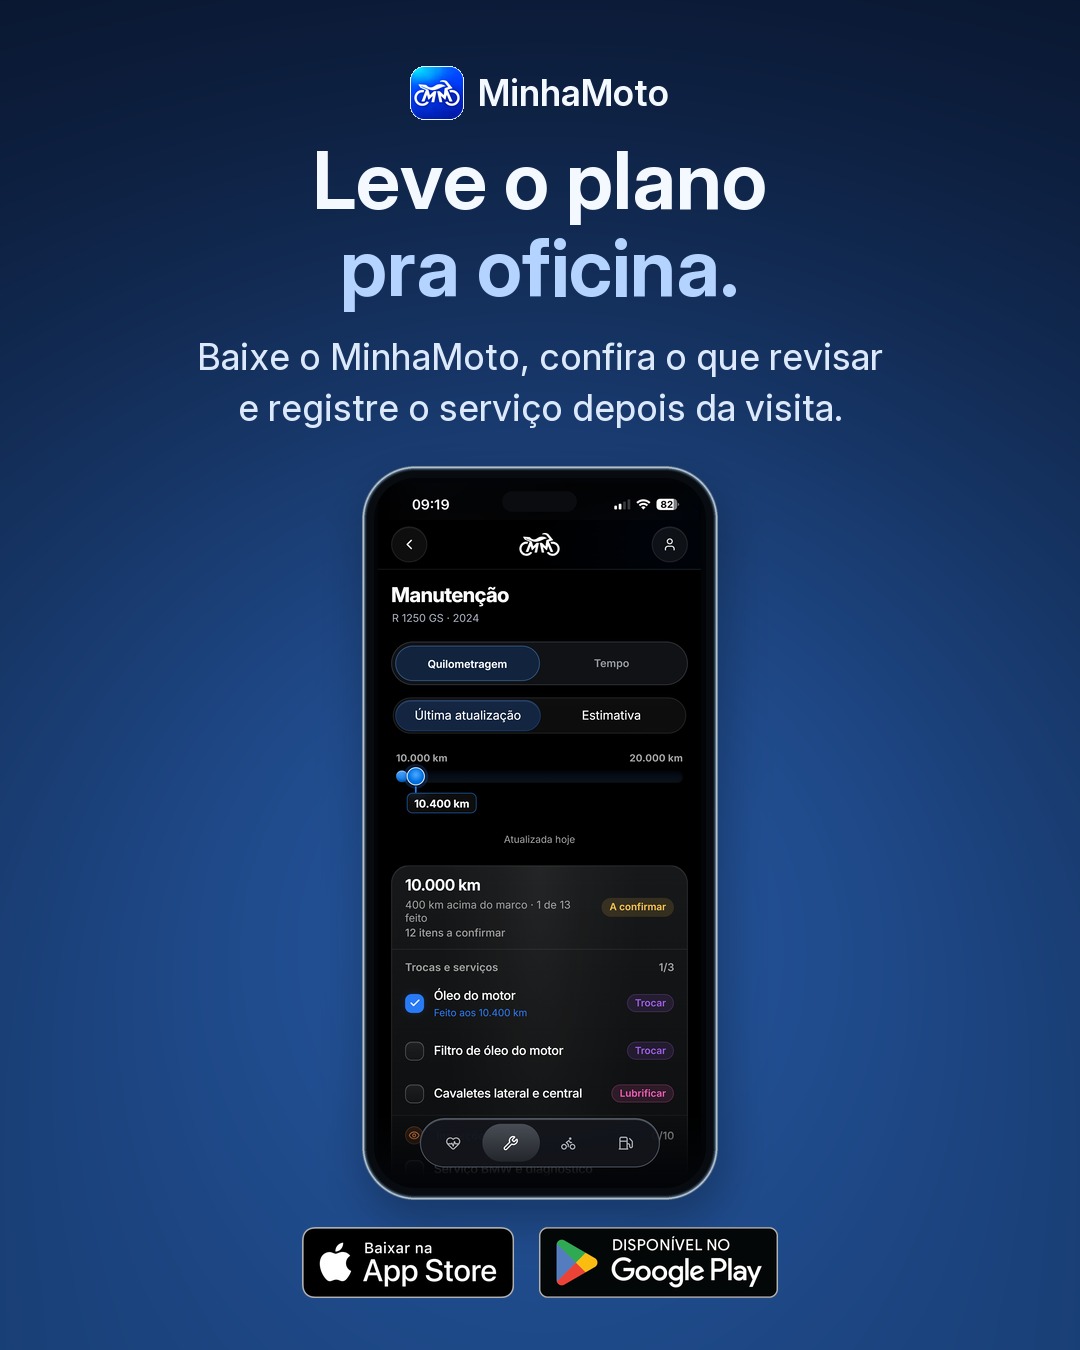 MinhaMoto
Leve o plano
pra oficina.
Baixe o MinhaMoto, confira o que revisar
e registre o serviço depois da visita.
09:19
82
MM
Manutenção
R 1250 GS · 2024
Quilometragem
Tempo
Última atualização
Estimativa
10.000 km
20.000 km
10.400 km
Atualizada hoje
10.000 km
400 km acima do marco · 1 de 13
feito
12 itens a confirmar
A confirmar
Trocas e serviços
1/3
Óleo do motor
Feito aos 10.400 km
Trocar
Filtro de óleo do motor
Trocar
Cavaletes lateral e central
Lubrificar
/10
Serviço BMW e diagnóstico
Baixar na
App Store
DISPONÍVEL NO
Google Play